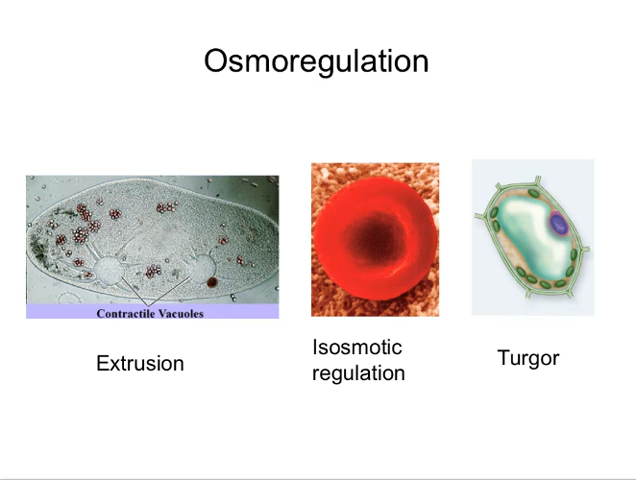 Osmoregulation
Contractile Vacuoles
Extrusion
Isosmotic
regulation
Turgor